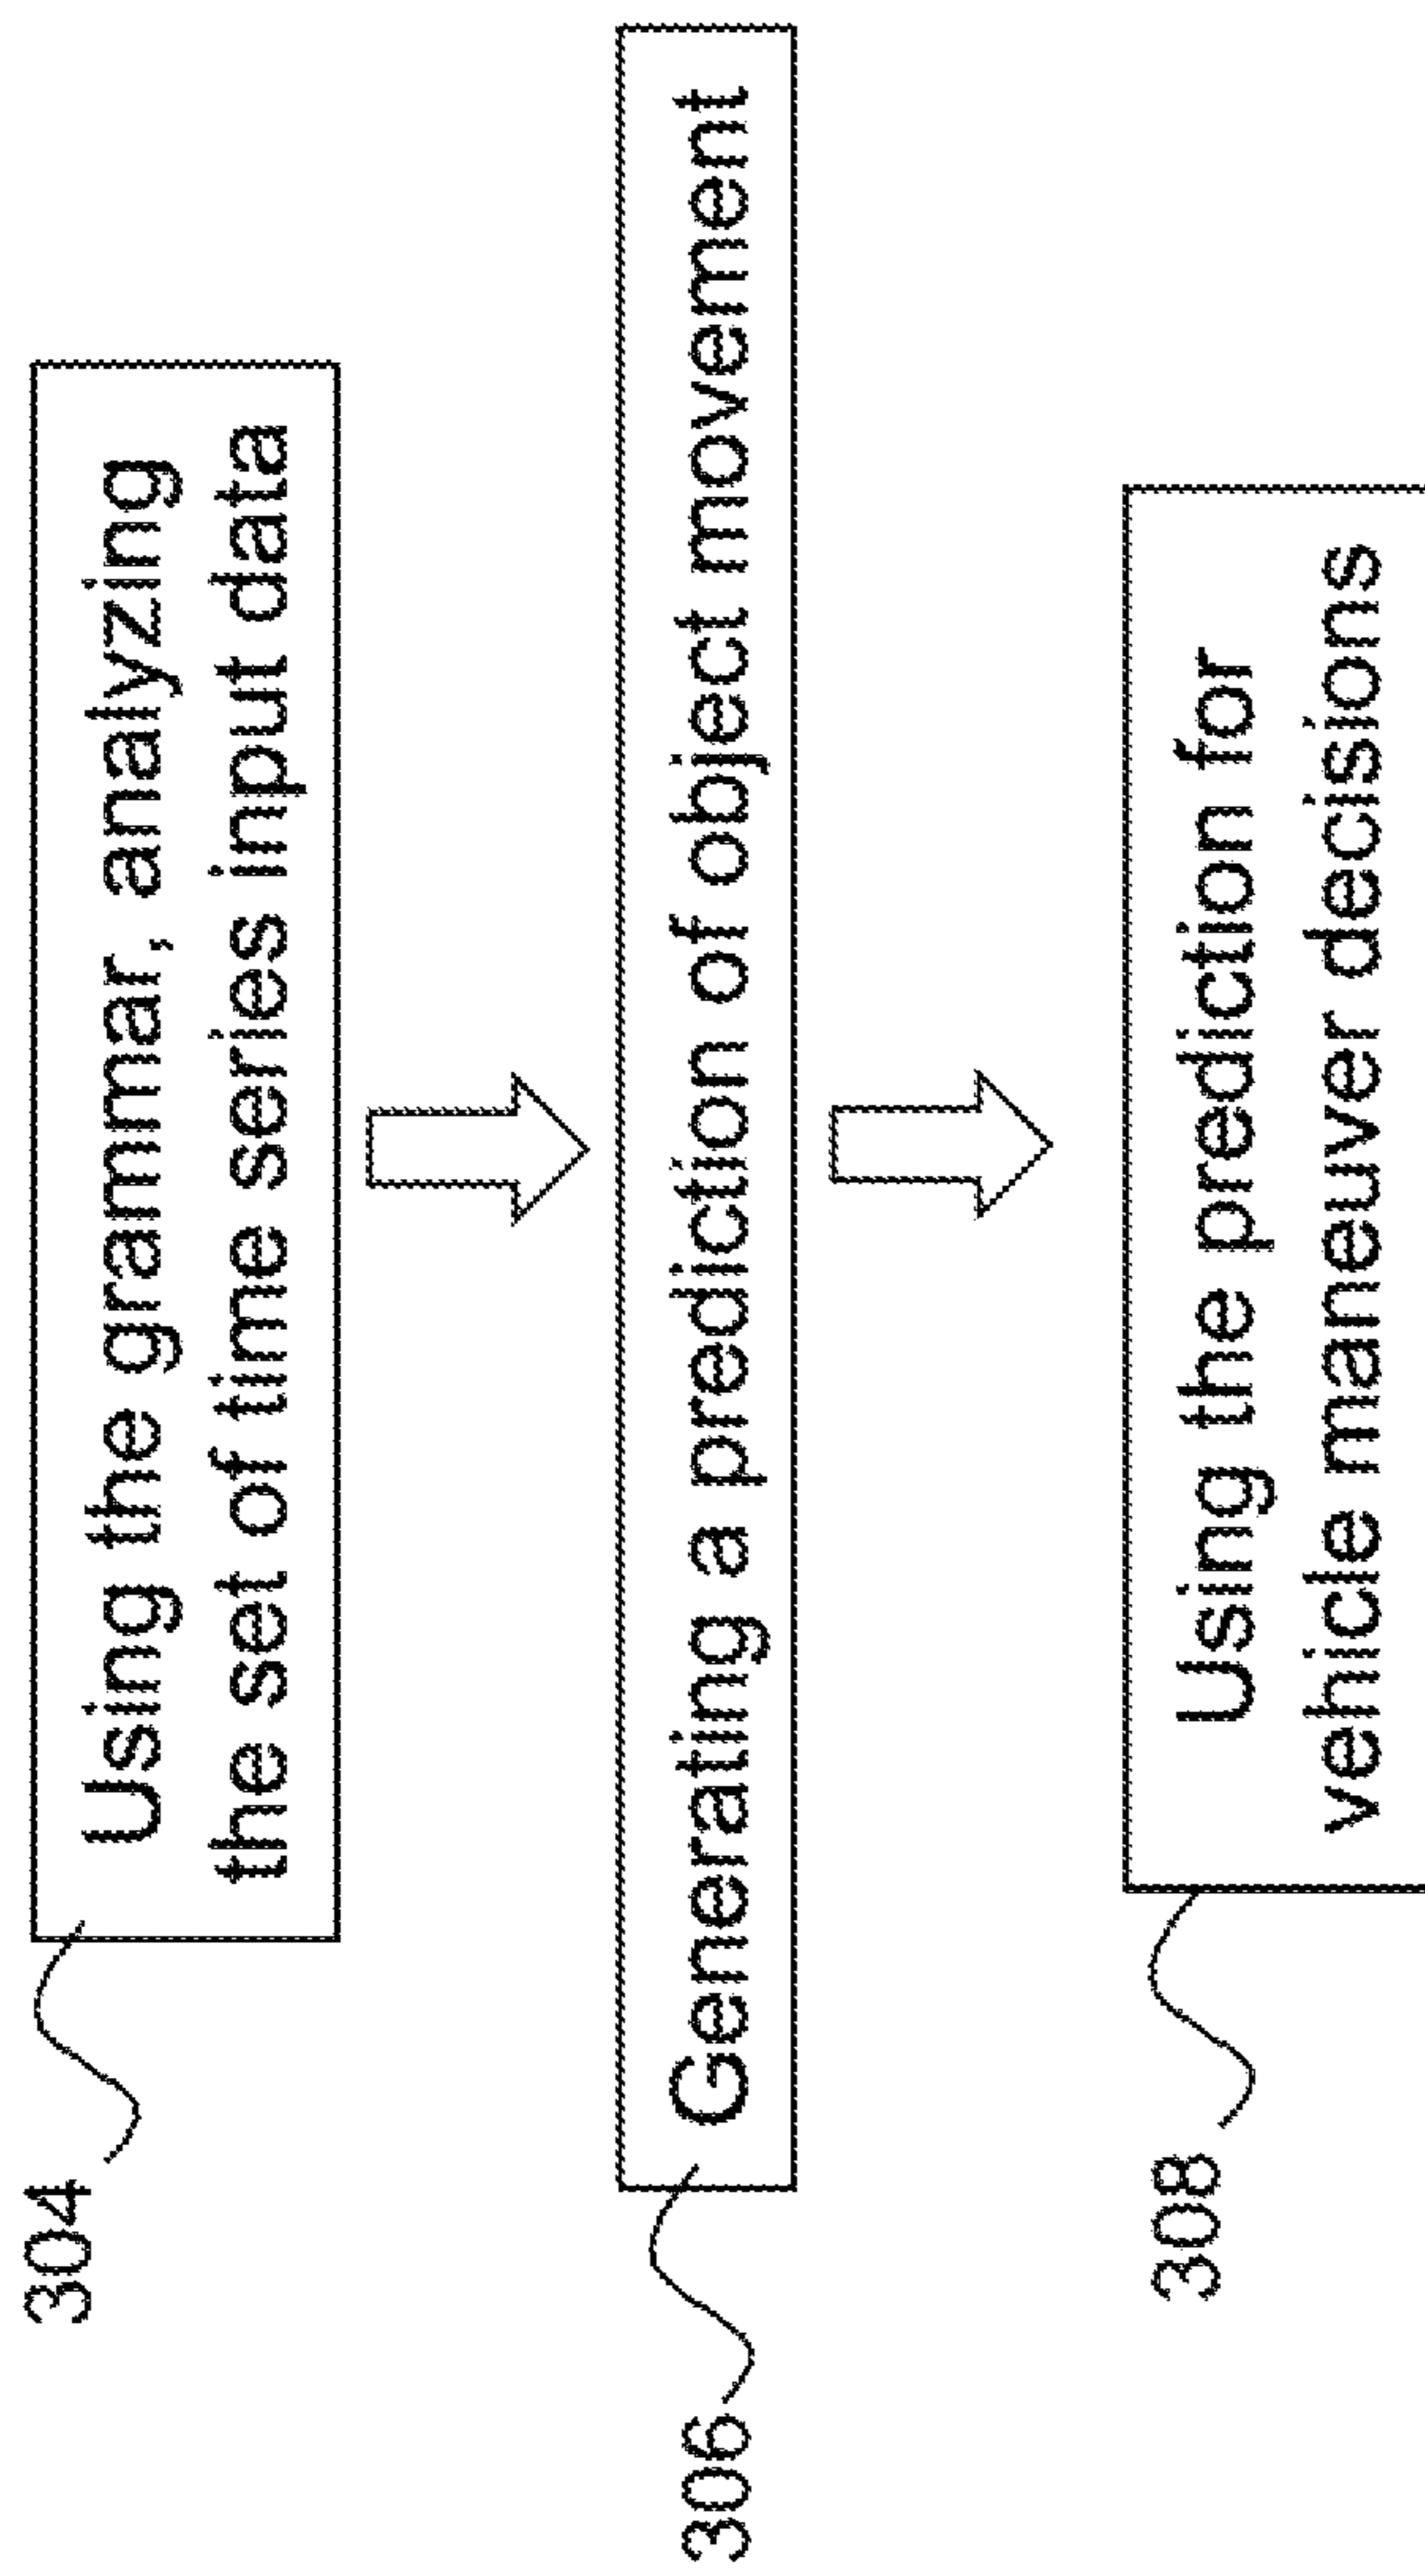 304
Using the grammar, analyzing
the set of time series input data
306
Generating a prediction of object movement
308
Using the prediction for
vehicle maneuver decisions